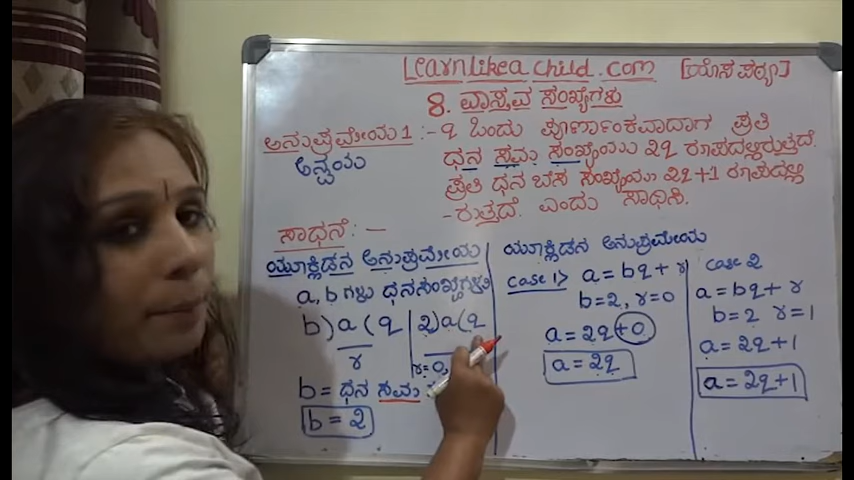 Learnlikeachild.com [ಹೊಸ ಪಠ್ಯ]
8. ವಾಸ್ತವ ಸಂಖ್ಯೆಗಳು
ಅನುಪ್ರಮೇಯ 1 :- q ಒಂದು ಪೂರ್ಣಾಂಕವಾದಾಗ ಪ್ರತಿ
ಅನ್ವಯ ಧನ ಸಮ ಸಂಖ್ಯೆಯು 2q ರೂಪದಲ್ಲಿರುತ್ತದೆ.
ಪ್ರತಿ ಧನ ಬೆಸ ಸಂಖ್ಯೆಯು 2q+1 ರೂಪದಲ್ಲಿ
-ರುತ್ತದೆ. ಎಂದು ಸಾಧಿಸಿ.
ಸಾಧನೆ: —
ಯೂಕ್ಲಿಡನ ಅನುಪ್ರಮೇಯ
a, b ಗಳು ಧನಸಂಖ್ಯೆಗಳು
b) a ( q
r
2) a ( q
r=0,
b = ಧನ ಸಮ
b = 2
ಯೂಕ್ಲಿಡನ ಅನುಪ್ರಮೇಯ
case 1> a = bq + r
b=2, r=0
a = 2q+0
a = 2q
case 2
a = bq + r
b=2 r=1
a = 2q+1
a = 2q+1